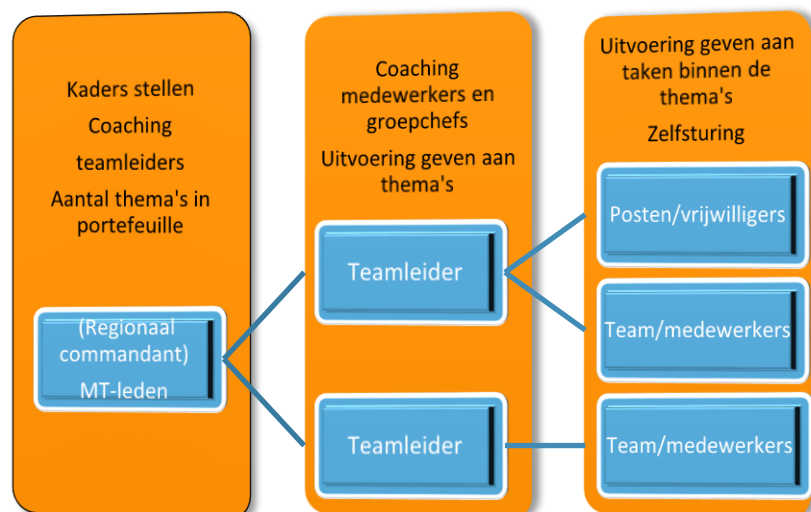 Kaders stellen
Coaching
teamleiders
Aantal thema's in
portefeuille
(Regionaal
commandant)
MT-leden
Coaching
medewerkers en
groepchefs
Uitvoering geven aan
thema's
Teamleider
Teamleider
Uitvoering geven aan
taken binnen de
thema's
Zelfsturing
Posten/vrijwilligers
Team/medewerkers
Team/medewerkers